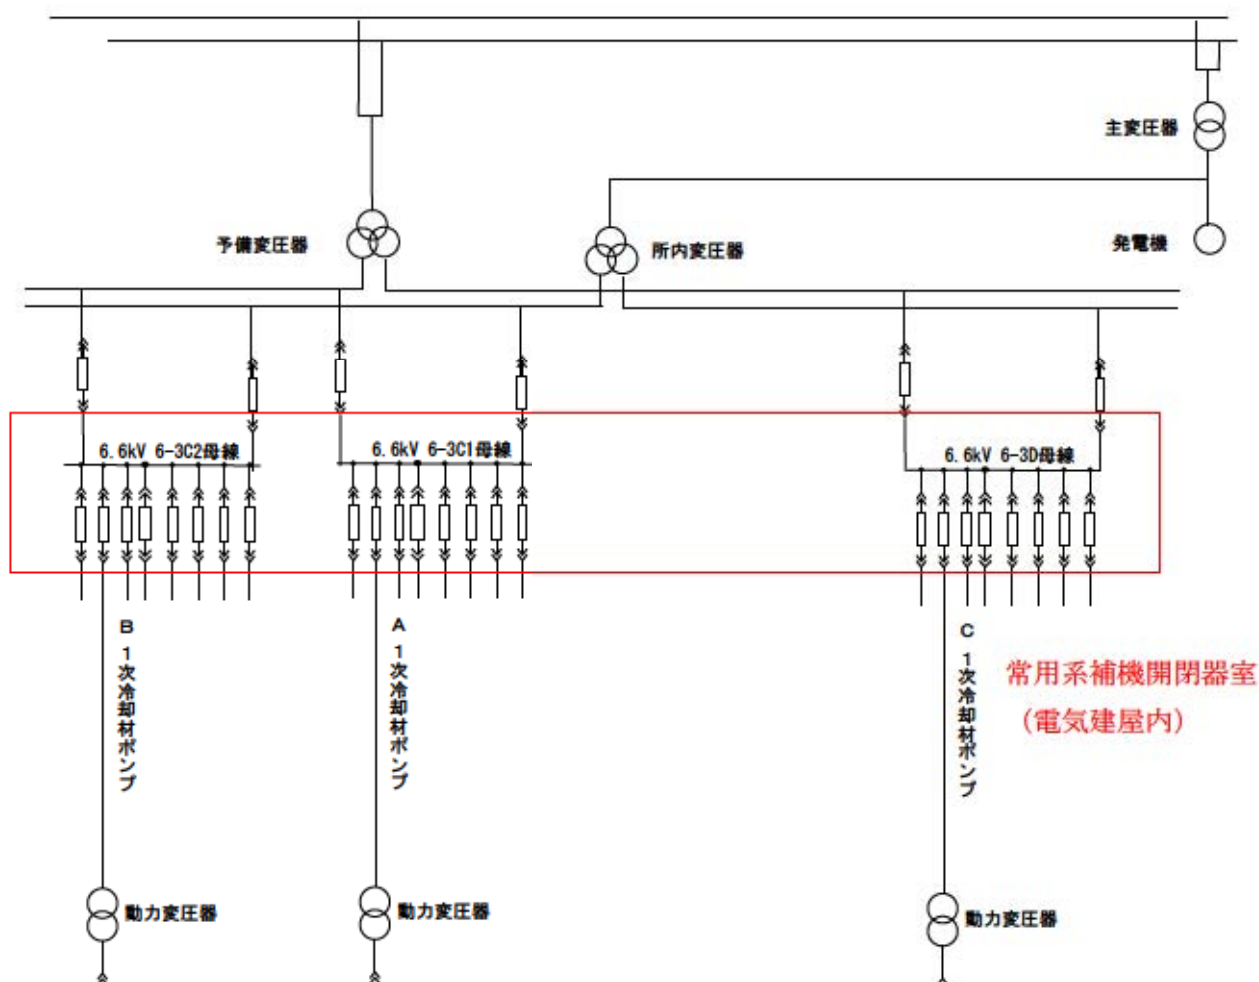 主変圧器
予備変圧器
所内変圧器
発電機
6.6kV 6-3C2母線
6.6kV 6-3C1母線
6.6kV 6-3D母線
B 1次冷却材ポンプ
A 1次冷却材ポンプ
C 1次冷却材ポンプ
常用系補機開閉器室
（電気建屋内）
動力変圧器
動力変圧器
動力変圧器